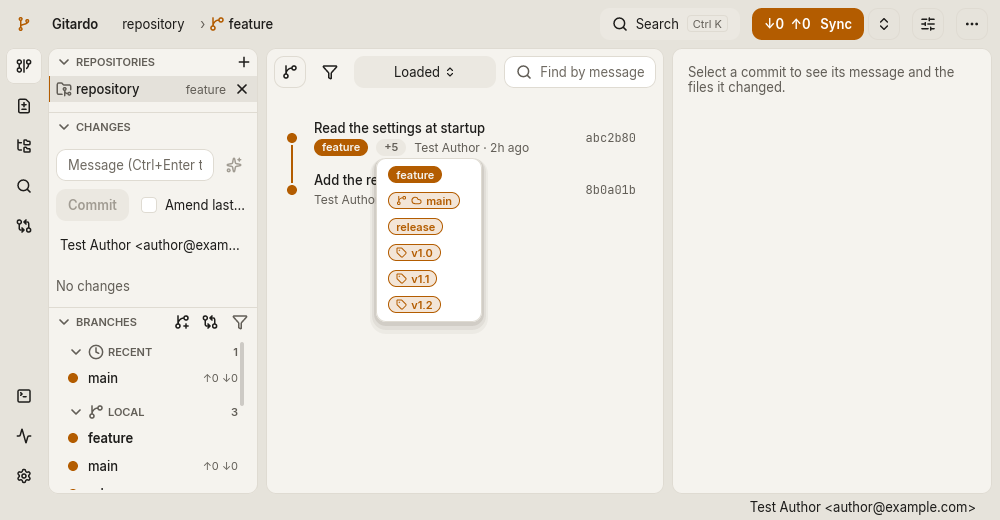 Gitardo repository › feature
Search Ctrl K
↓0 ↑0 Sync
REPOSITORIES
repository feature
CHANGES
Message (Ctrl+Enter t
Commit Amend last...
Test Author <author@exam...
No changes
BRANCHES
RECENT 1
main ↑0 ↓0
LOCAL 3
feature
main ↑0 ↓0
Loaded Find by message
Read the settings at startup
feature +5 Test Author · 2h ago abc2b80
Add the re
Test Autho 8b0a01b
feature
main
release
v1.0
v1.1
v1.2
Select a commit to see its message and the
files it changed.
Test Author <author@example.com>